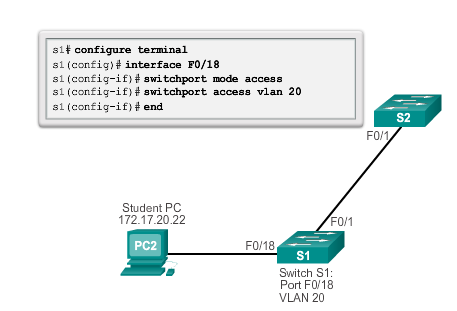 s1# configure terminal
s1(config)# interface F0/18
s1(config-if)# switchport mode access
s1(config-if)# switchport access vlan 20
s1(config-if)# end
S2
F0/1
Student PC
172.17.20.22
PC2
F0/18
F0/1
S1
Switch S1:
Port F0/18
VLAN 20